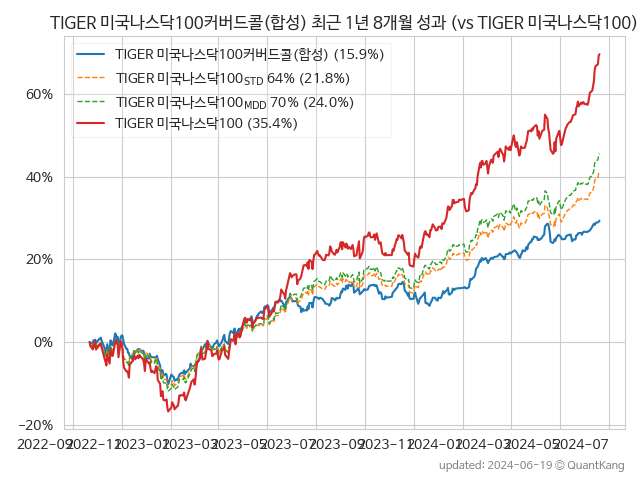 TIGER 미국나스닥100커버드콜(합성) 최근 1년 8개월 성과 (vs TIGER 미국나스닥100)
TIGER 미국나스닥100커버드콜(합성) (15.9%)
TIGER 미국나스닥100STD 64% (21.8%)
TIGER 미국나스닥100MDD 70% (24.0%)
TIGER 미국나스닥100 (35.4%)
60%
40%
20%
0%
−20%
2022-09 2022-11 2023-01 2023-03 2023-05 2023-07 2023-09 2023-11 2024-01 2024-03 2024-05 2024-07
updated: 2024-06-19 © QuantKang